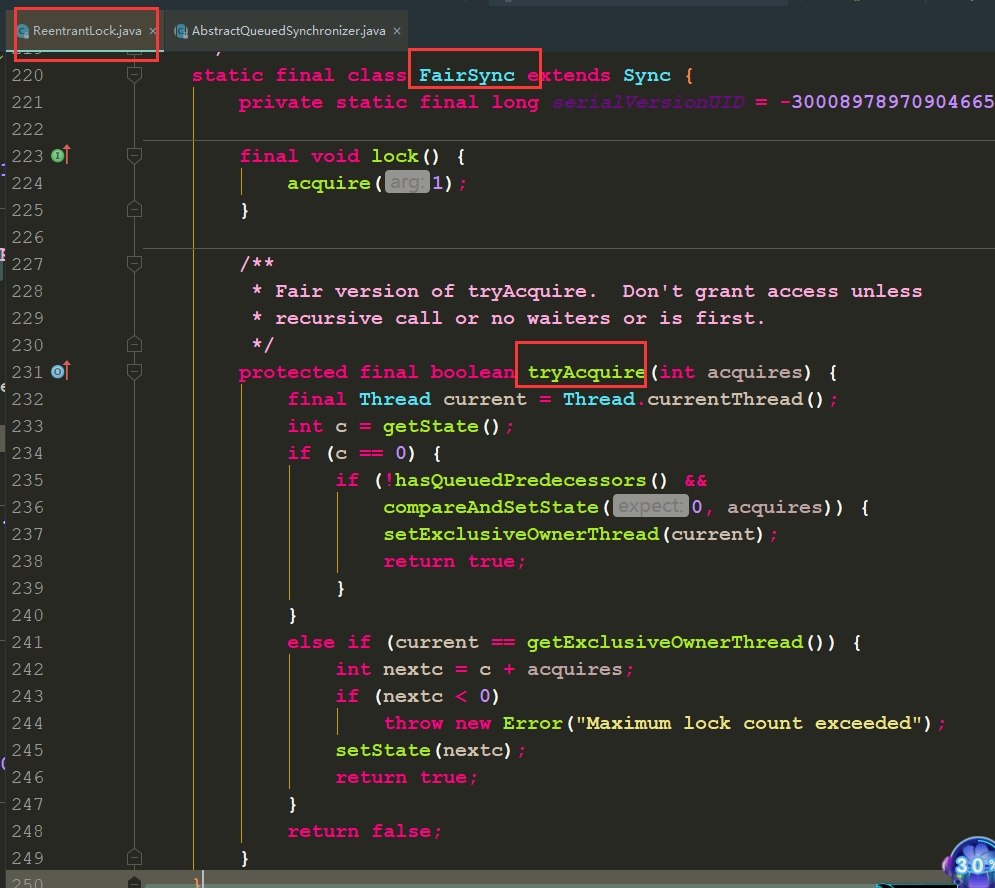 ReentrantLock.java × AbstractQueuedSynchronizer.java ×
220 static final class FairSync extends Sync {
221 private static final long serialVersionUID = -30008978970904665
222
223 final void lock() {
224 acquire( arg: 1);
225 }
226
227 /**
228 * Fair version of tryAcquire.  Don't grant access unless
229 * recursive call or no waiters or is first.
230 */
231 protected final boolean tryAcquire(int acquires) {
232 final Thread current = Thread.currentThread();
233 int c = getState();
234 if (c == 0) {
235 if (!hasQueuedPredecessors() &&
236 compareAndSetState( expect: 0, acquires)) {
237 setExclusiveOwnerThread(current);
238 return true;
239 }
240 }
241 else if (current == getExclusiveOwnerThread()) {
242 int nextc = c + acquires;
243 if (nextc < 0)
244 throw new Error("Maximum lock count exceeded");
245 setState(nextc);
246 return true;
247 }
248 return false;
249 }
250 }
30%